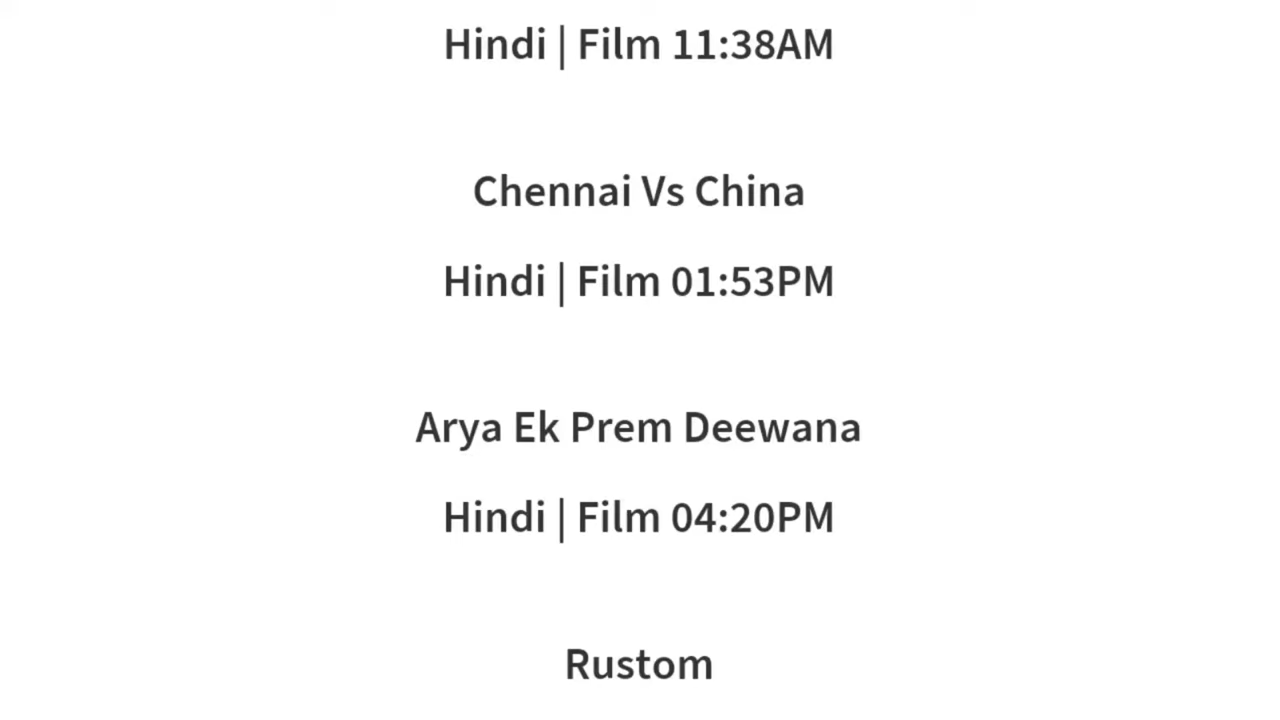 Hindi | Film 11:38AM
Chennai Vs China
Hindi | Film 01:53PM
Arya Ek Prem Deewana
Hindi | Film 04:20PM
Rustom